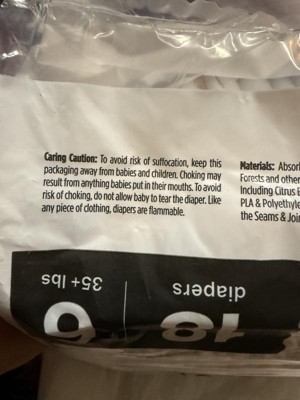 Caring Caution: To avoid risk of suffocation, keep this
packaging away from babies and children. Choking may
result from anything babies put in their mouths. To avoid
risk of choking, do not allow baby to tear the diaper. Like
any piece of clothing, diapers are flammable.
Materials:
Forests and other
Including Citrus
PLA &
the Seams &
6
35+ lbs
18
diapers